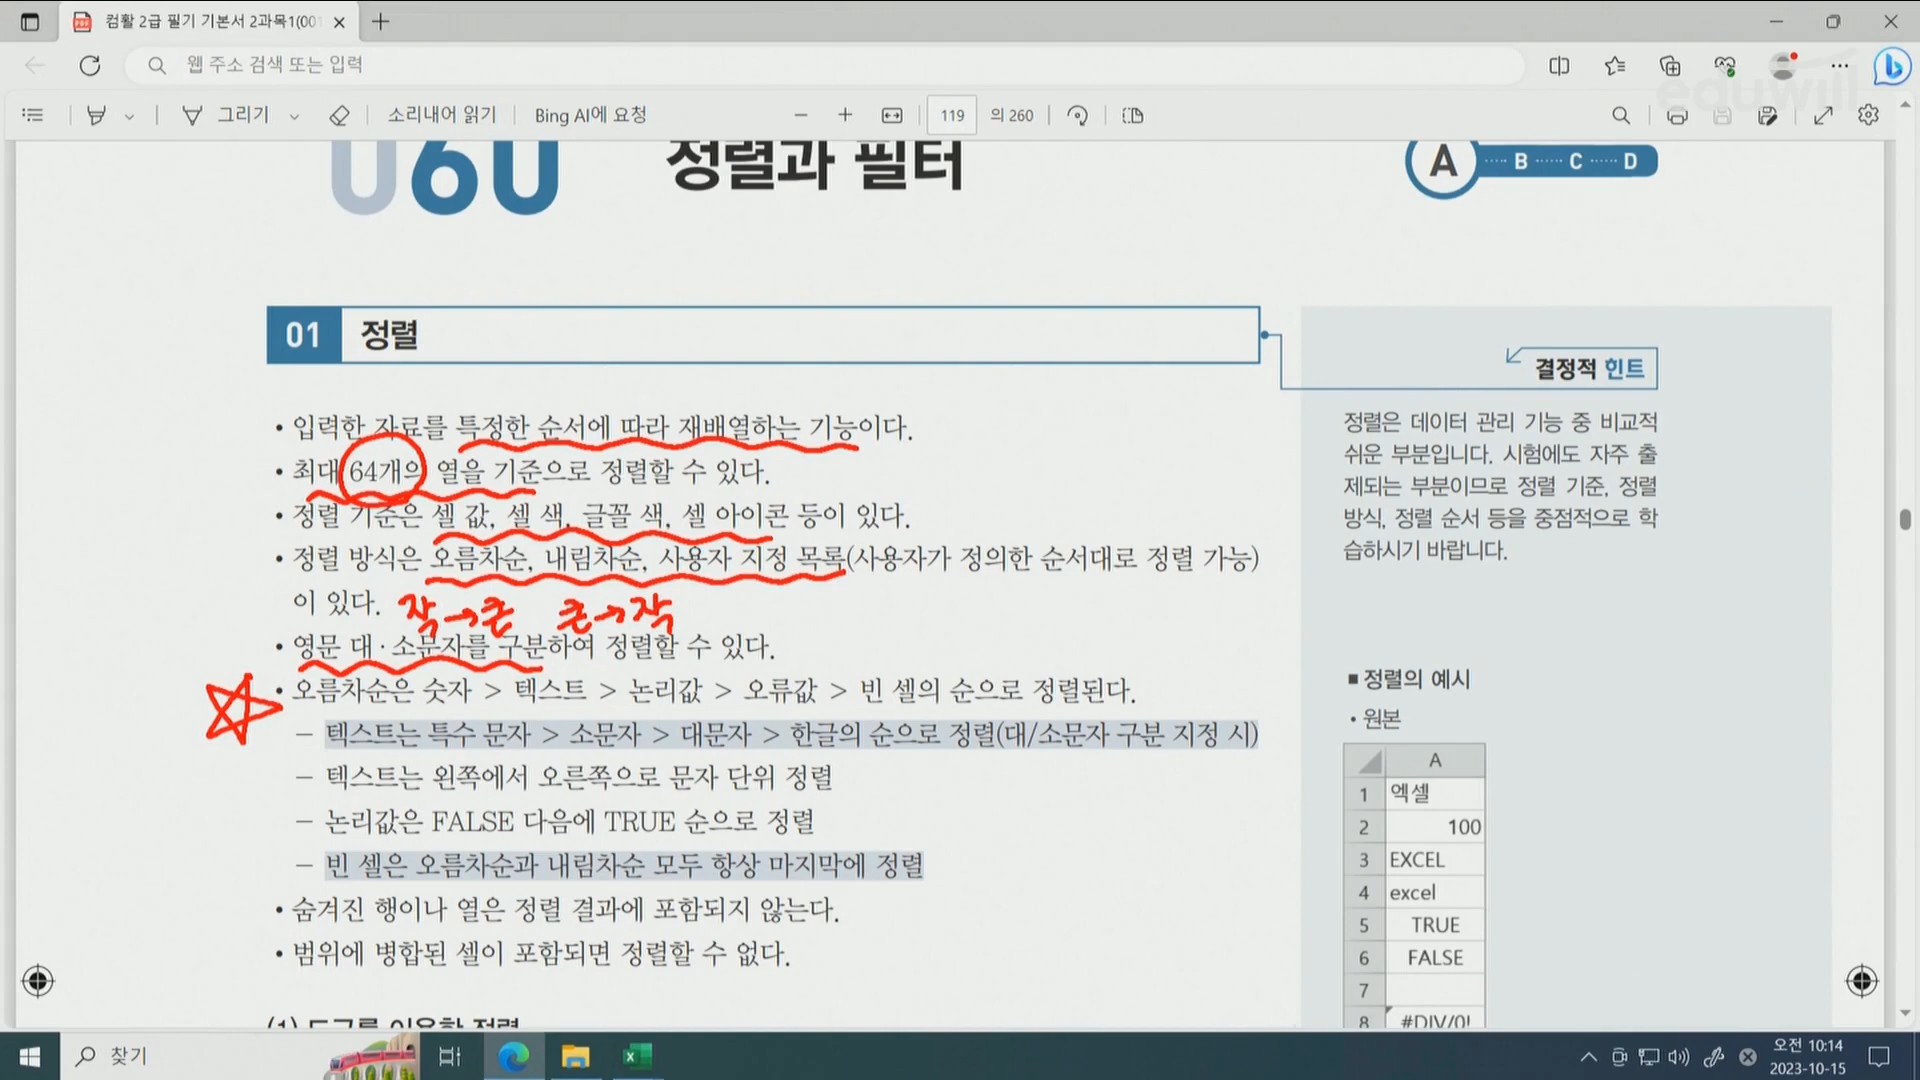 컴활 2급 필기 기본서 2과목1(001
웹 주소 검색 또는 입력
eduwill
그리기
소리내어 읽기
Bing AI에 요청
119 의 260
060 정렬과 필터
A B C D
01 정렬
• 입력한 자료를 특정한 순서에 따라 재배열하는 기능이다.
• 최대 64개의 열을 기준으로 정렬할 수 있다.
• 정렬 기준은 셀 값, 셀 색, 글꼴 색, 셀 아이콘 등이 있다.
• 정렬 방식은 오름차순, 내림차순, 사용자 지정 목록(사용자가 정의한 순서대로 정렬 가능)
이 있다.
작→큰 큰→작
• 영문 대·소문자를 구분하여 정렬할 수 있다.
• 오름차순은 숫자 > 텍스트 > 논리값 > 오류값 > 빈 셀의 순으로 정렬된다.
– 텍스트는 특수 문자 > 소문자 > 대문자 > 한글의 순으로 정렬(대/소문자 구분 지정 시)
– 텍스트는 왼쪽에서 오른쪽으로 문자 단위 정렬
– 논리값은 FALSE 다음에 TRUE 순으로 정렬
– 빈 셀은 오름차순과 내림차순 모두 항상 마지막에 정렬
• 숨겨진 행이나 열은 정렬 결과에 포함되지 않는다.
• 범위에 병합된 셀이 포함되면 정렬할 수 없다.
(1) 도구를 이용한 정렬
결정적 힌트
정렬은 데이터 관리 기능 중 비교적
쉬운 부분입니다. 시험에도 자주 출
제되는 부분이므로 정렬 기준, 정렬
방식, 정렬 순서 등을 중점적으로 학
습하시기 바랍니다.
■ 정렬의 예시
• 원본
A
1 엑셀
2 100
3 EXCEL
4 excel
5 TRUE
6 FALSE
7
8 #DIV/0!
찾기
오전 10:14
2023-10-15